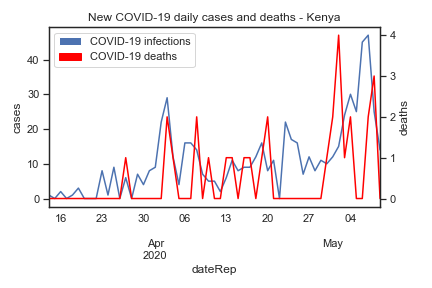 New COVID-19 daily cases and deaths - Kenya
COVID-19 infections
COVID-19 deaths
cases
40
30
20
10
0
deaths
4
3
2
1
0
16 23 30 06 13 20 27 04
Apr May
2020
dateRep